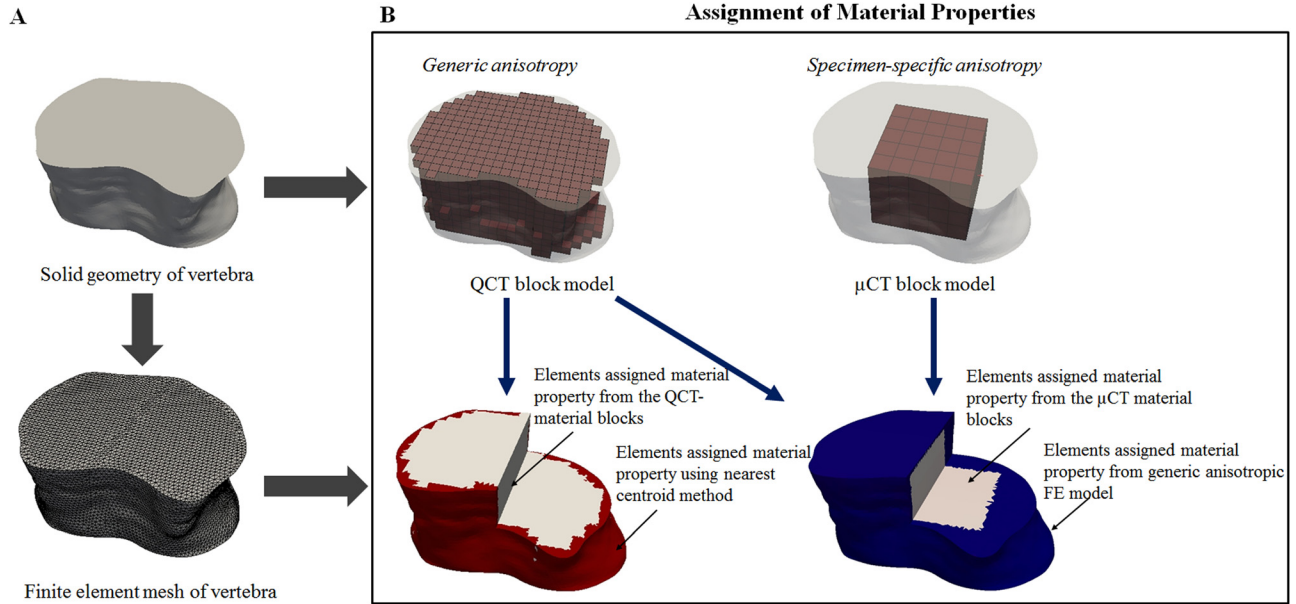 A
B
Assignment of Material Properties
Generic anisotropy
Specimen-specific anisotropy
Solid geometry of vertebra
QCT block model
µCT block model
Elements assigned material
property from the QCT-
material blocks
Elements assigned material
property using nearest
centroid method
Elements assigned material
property from the µCT material
blocks
Elements assigned material
property from generic anisotropic
FE model
Finite element mesh of vertebra